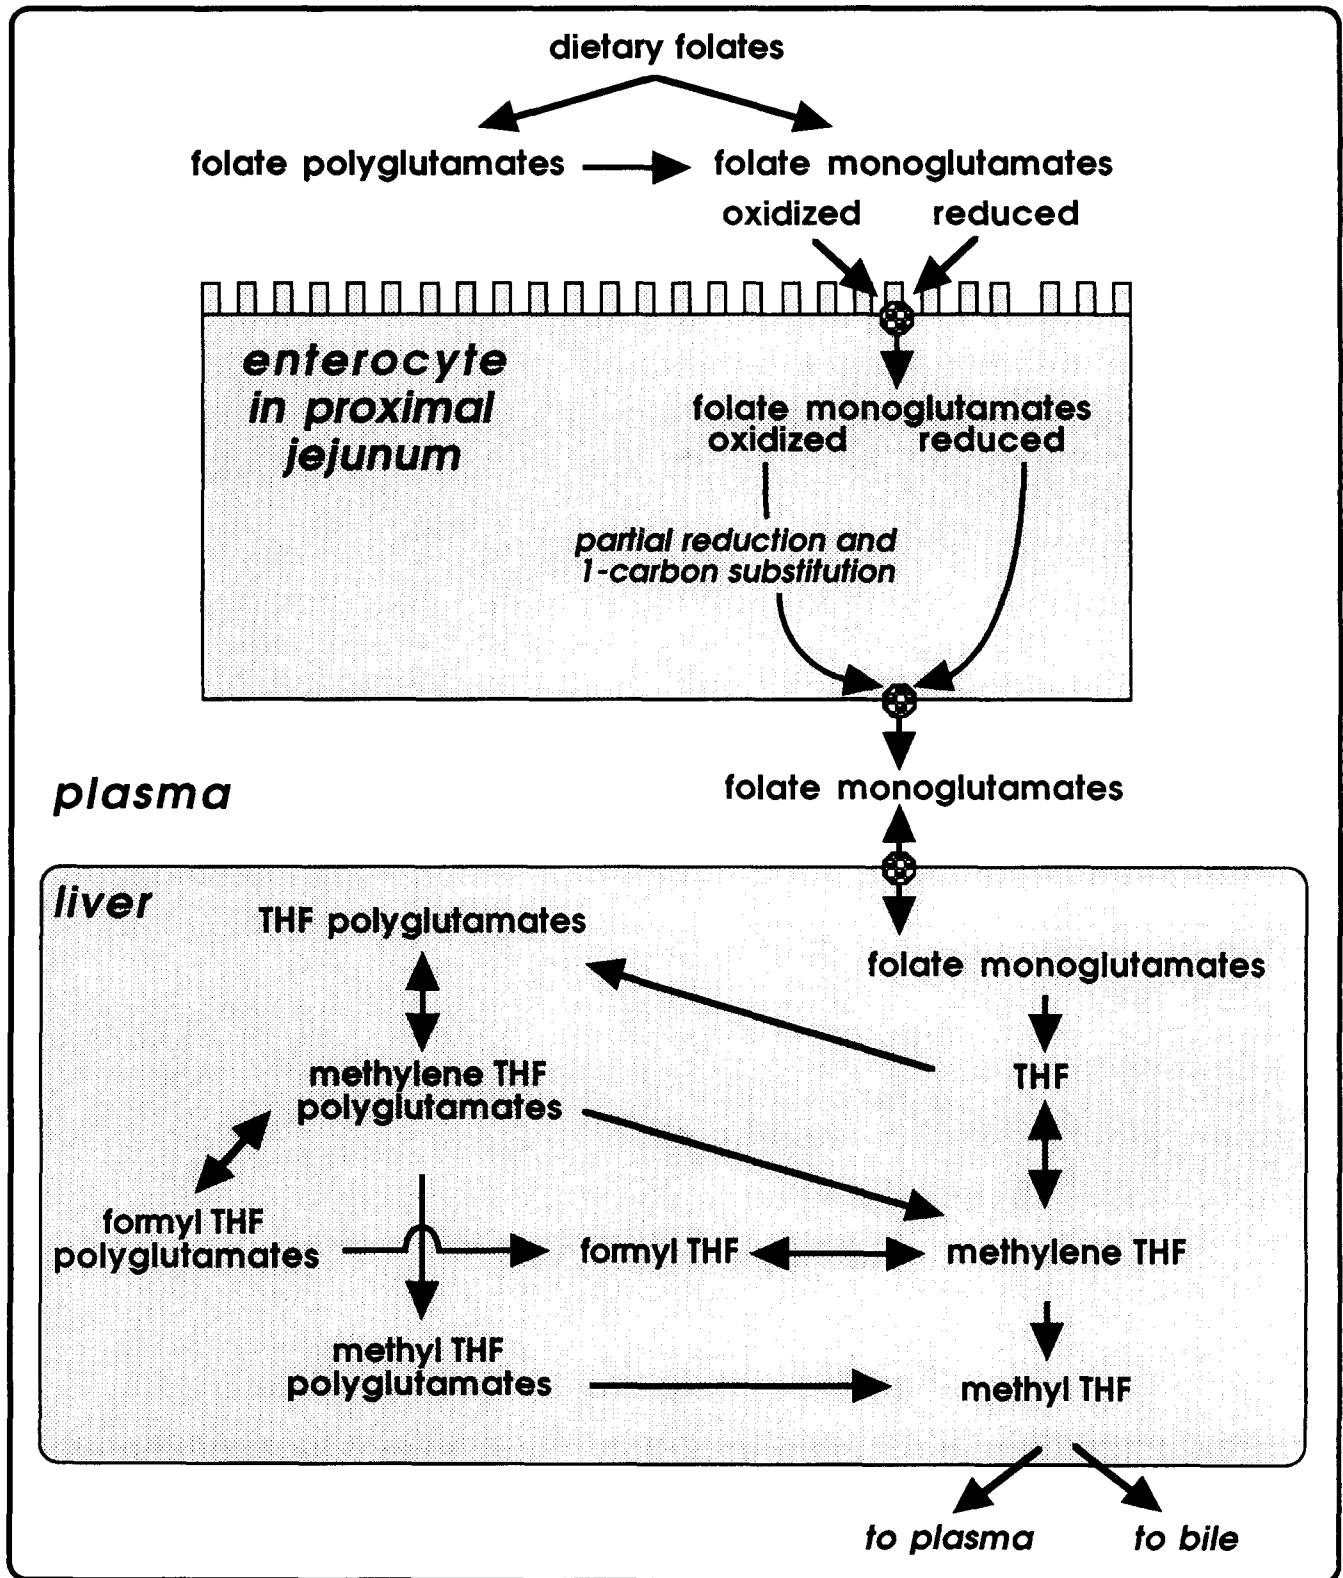 dietary folates
folate polyglutamates
folate monoglutamates
oxidized
reduced
enterocyte
in proximal
jejunum
folate monoglutamates
oxidized
reduced
partial reduction and
1-carbon substitution
folate monoglutamates
plasma
liver
THF polyglutamates
folate monoglutamates
methylene THF
polyglutamates
THF
formyl THF
polyglutamates
formyl THF
methylene THF
methyl THF
polyglutamates
methyl THF
to plasma
to bile